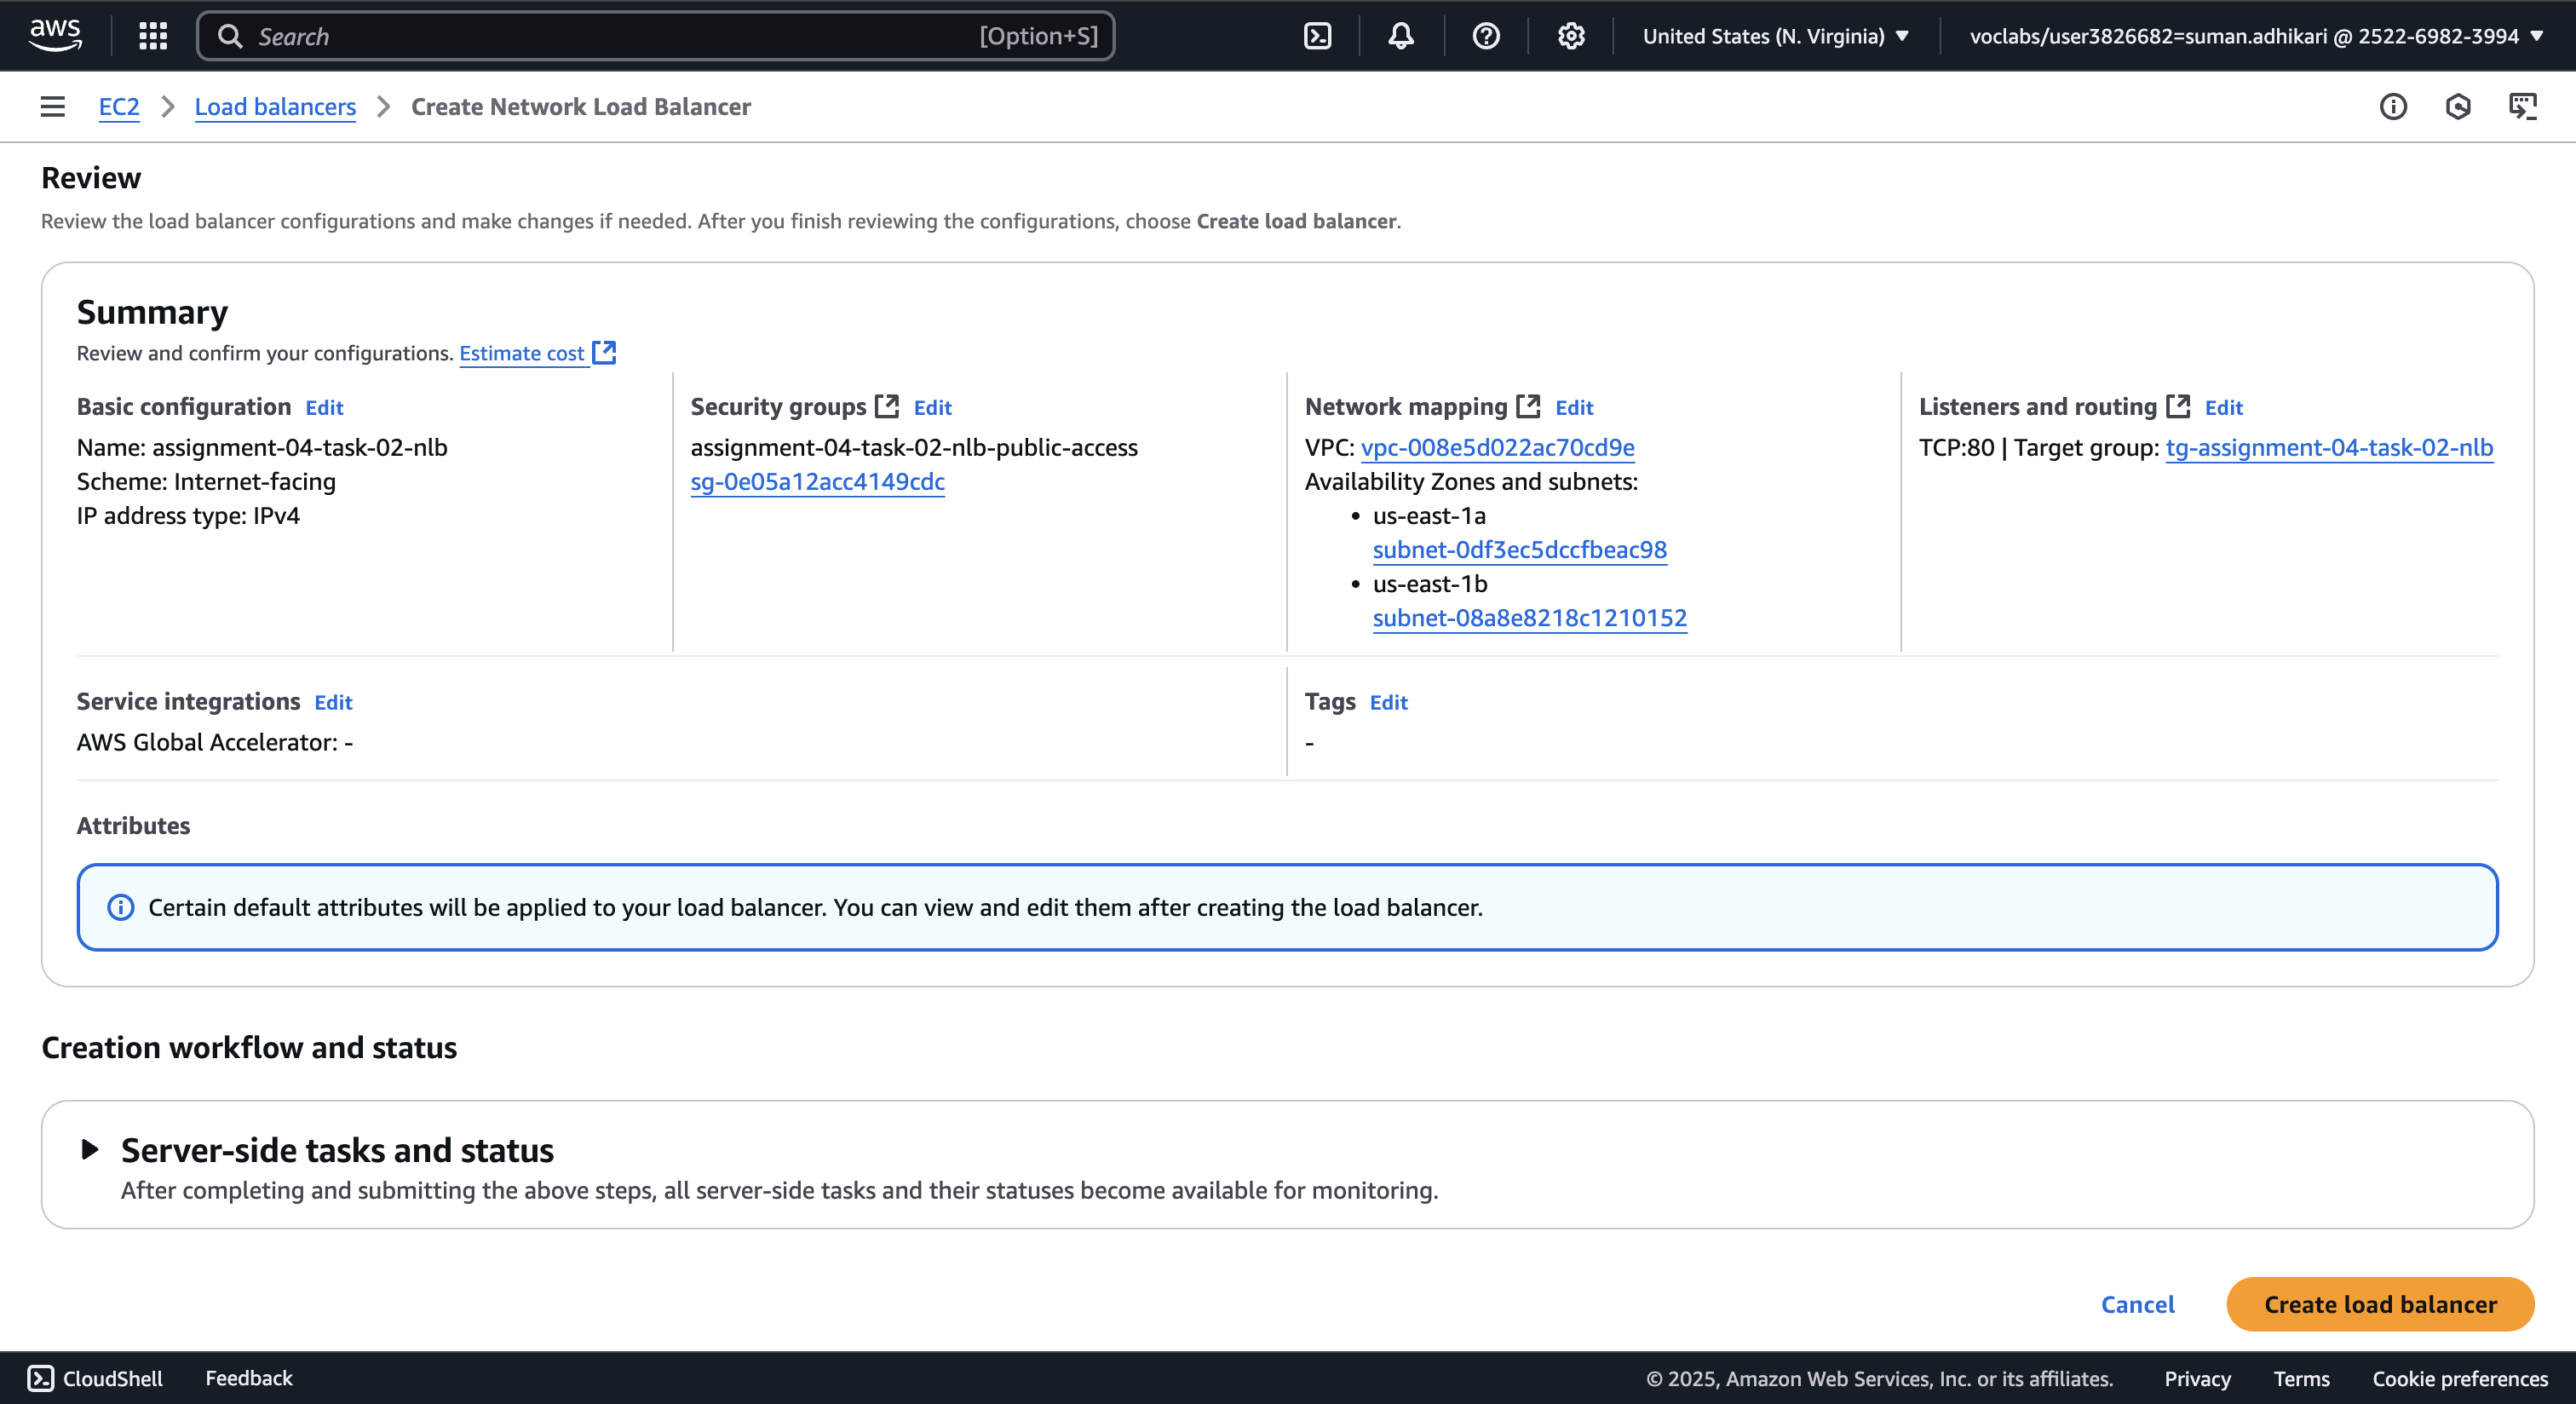 aws
Search [Option+S]
United States (N. Virginia)
voclabs/user3826682=suman.adhikari @ 2522-6982-3994
EC2 > Load balancers > Create Network Load Balancer
Review
Review the load balancer configurations and make changes if needed. After you finish reviewing the configurations, choose Create load balancer.
Summary
Review and confirm your configurations. Estimate cost
Basic configuration Edit
Name: assignment-04-task-02-nlb
Scheme: Internet-facing
IP address type: IPv4
Security groups Edit
assignment-04-task-02-nlb-public-access
sg-0e05a12acc4149cdc
Network mapping Edit
VPC: vpc-008e5d022ac70cd9e
Availability Zones and subnets:
• us-east-1a
subnet-0df3ec5dccfbeac98
• us-east-1b
subnet-08a8e8218c1210152
Listeners and routing Edit
TCP:80 | Target group: tg-assignment-04-task-02-nlb
Service integrations Edit
AWS Global Accelerator: -
Tags Edit
-
Attributes
Certain default attributes will be applied to your load balancer. You can view and edit them after creating the load balancer.
Creation workflow and status
Server-side tasks and status
After completing and submitting the above steps, all server-side tasks and their statuses become available for monitoring.
Cancel
Create load balancer
CloudShell
Feedback
© 2025, Amazon Web Services, Inc. or its affiliates.
Privacy
Terms
Cookie preferences